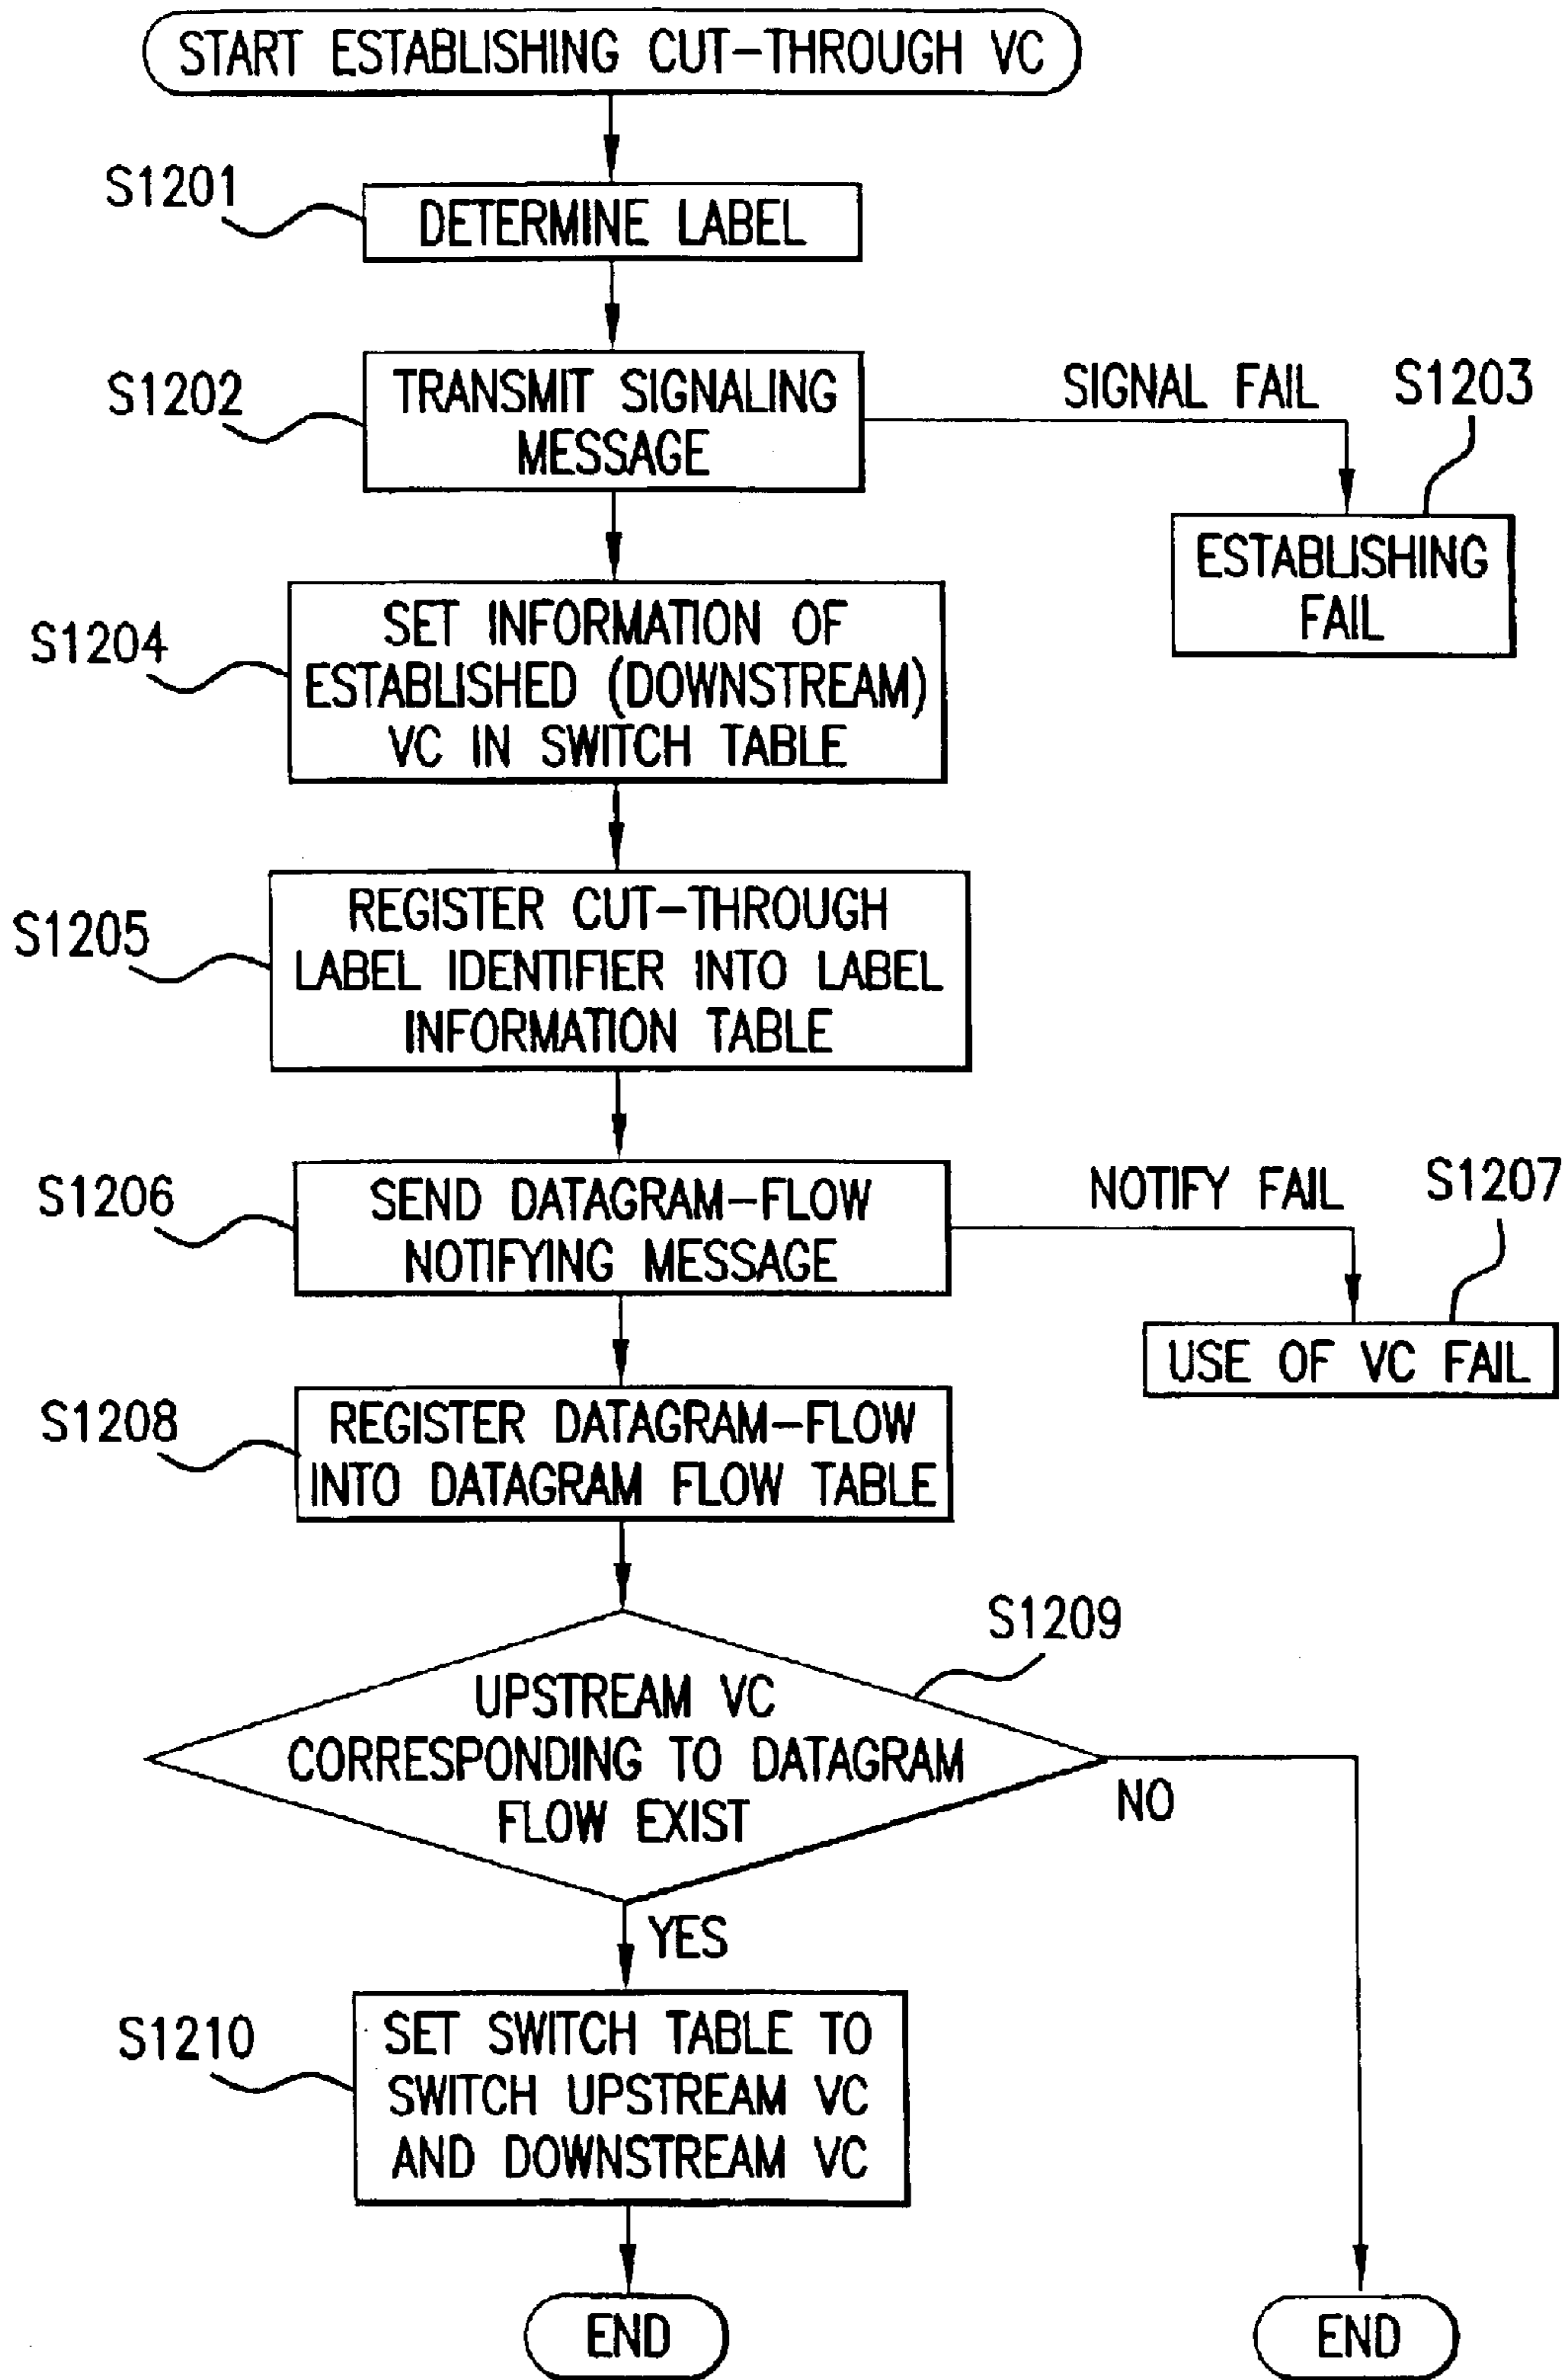 START ESTABLISHING CUT-THROUGH VC
S1201
DETERMINE LABEL
S1202
TRANSMIT SIGNALING
MESSAGE
SIGNAL FAIL
S1203
ESTABLISHING
FAIL
S1204
SET INFORMATION OF
ESTABLISHED (DOWNSTREAM)
VC IN SWITCH TABLE
S1205
REGISTER CUT-THROUGH
LABEL IDENTIFIER INTO LABEL
INFORMATION TABLE
S1206
SEND DATAGRAM-FLOW
NOTIFYING MESSAGE
NOTIFY FAIL
S1207
USE OF VC FAIL
S1208
REGISTER DATAGRAM-FLOW
INTO DATAGRAM FLOW TABLE
S1209
UPSTREAM VC
CORRESPONDING TO DATAGRAM
FLOW EXIST
NO
YES
S1210
SET SWITCH TABLE TO
SWITCH UPSTREAM VC
AND DOWNSTREAM VC
END
END